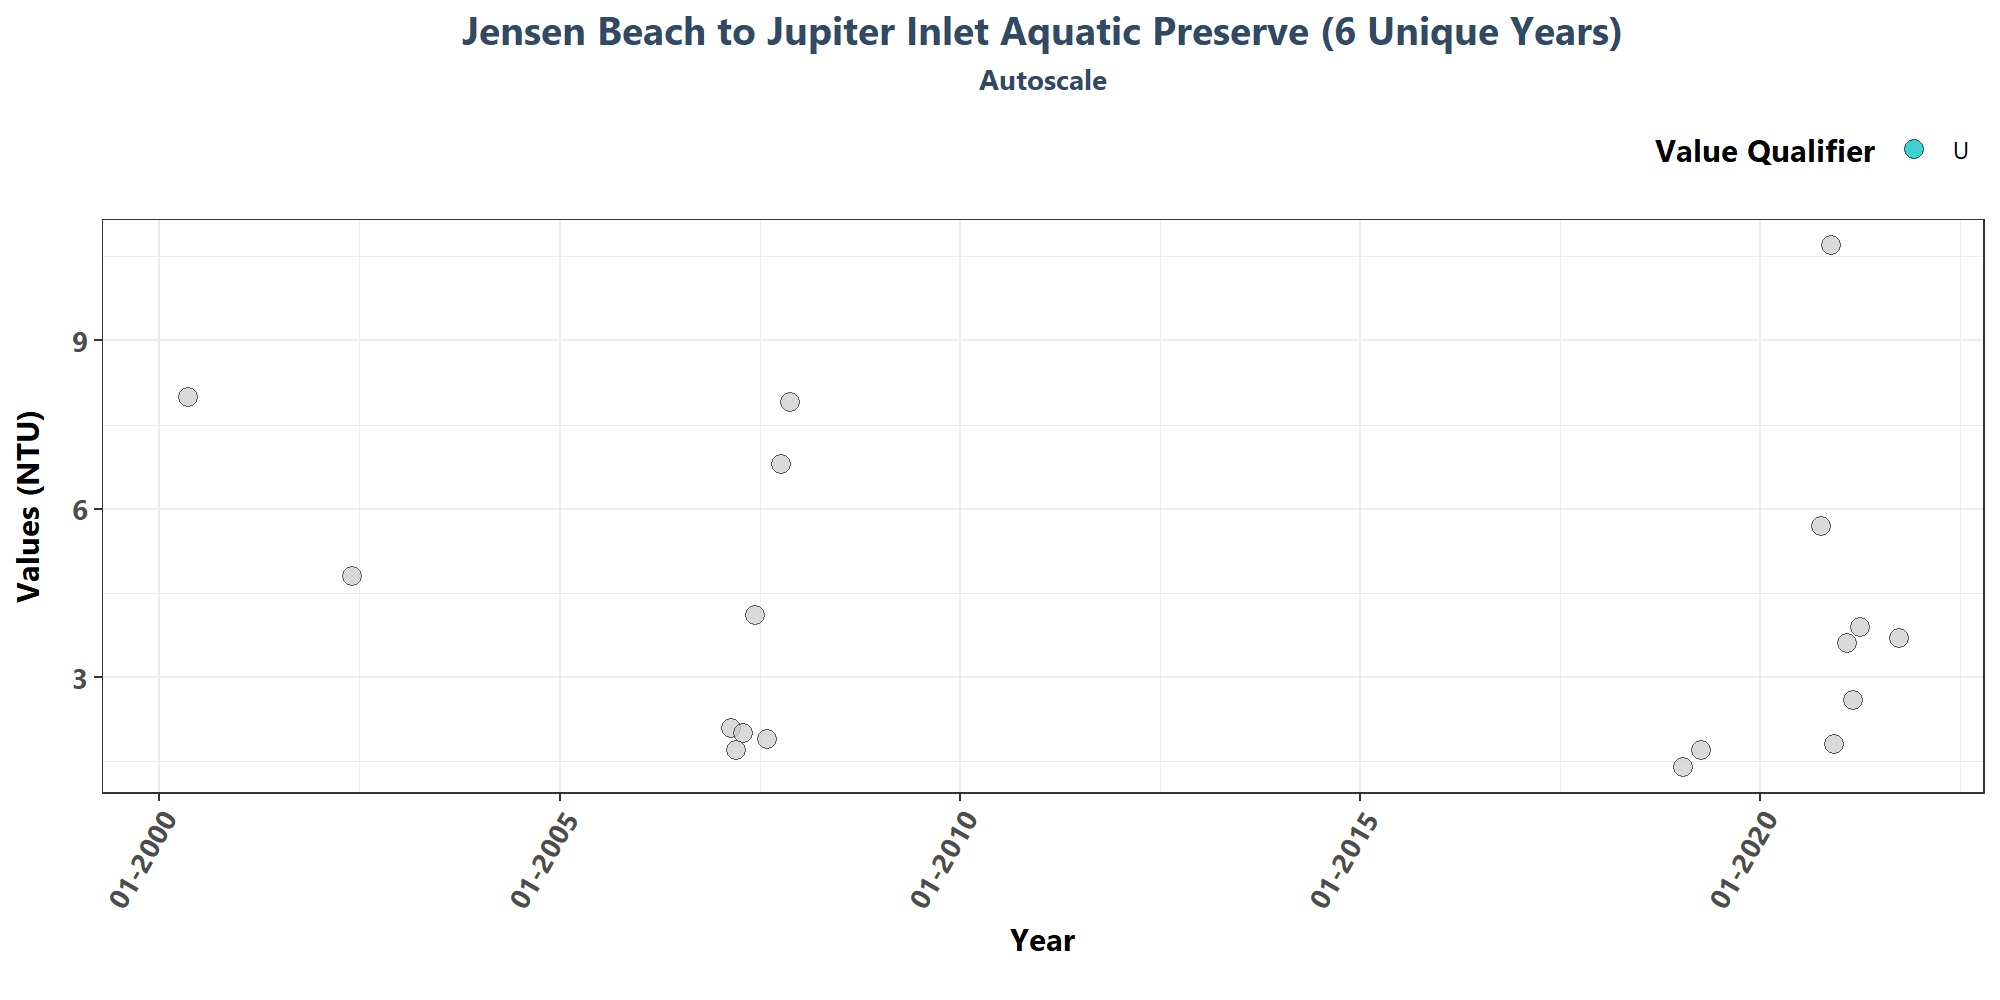 Jensen Beach to Jupiter Inlet Aquatic Preserve (6 Unique Years)
Autoscale
Value Qualifier U
Values (NTU)
9
6
3
01-2000
01-2005
01-2010
01-2015
01-2020
Year